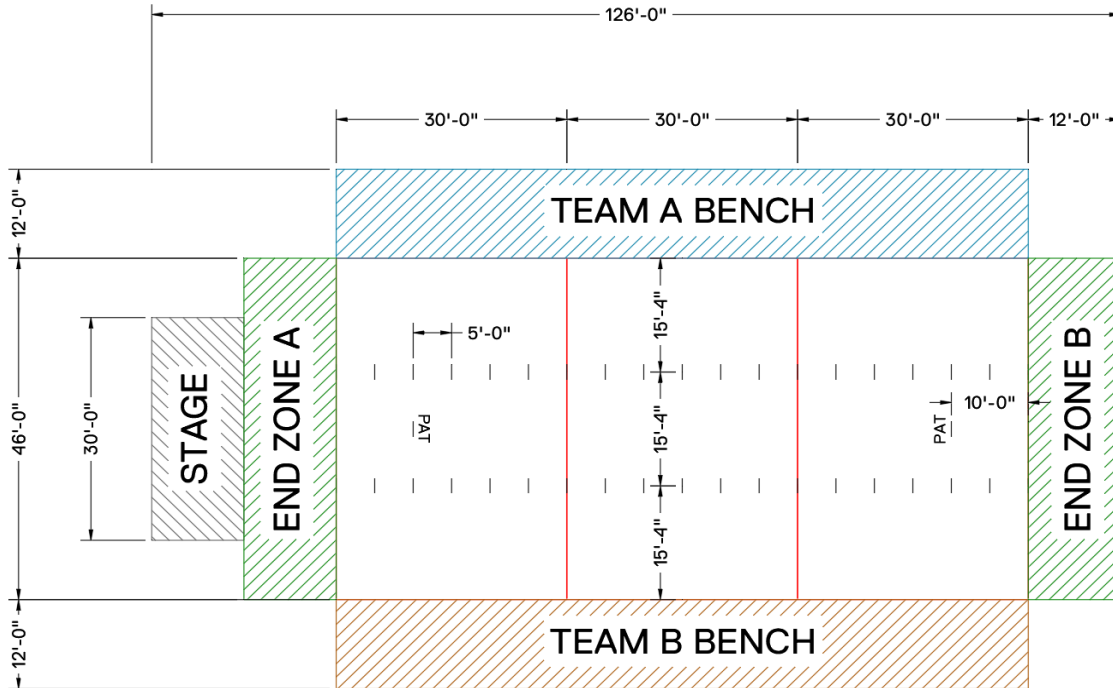 126'-0"
30'-0"
30'-0"
30'-0"
12'-0"
12'-0"
TEAM A BENCH
15'-4"
5'-0"
46'-0"
30'-0"
STAGE
END ZONE A
PAT
15'-4"
10'-0"
PAT
END ZONE B
15'-4"
12'-0"
TEAM B BENCH